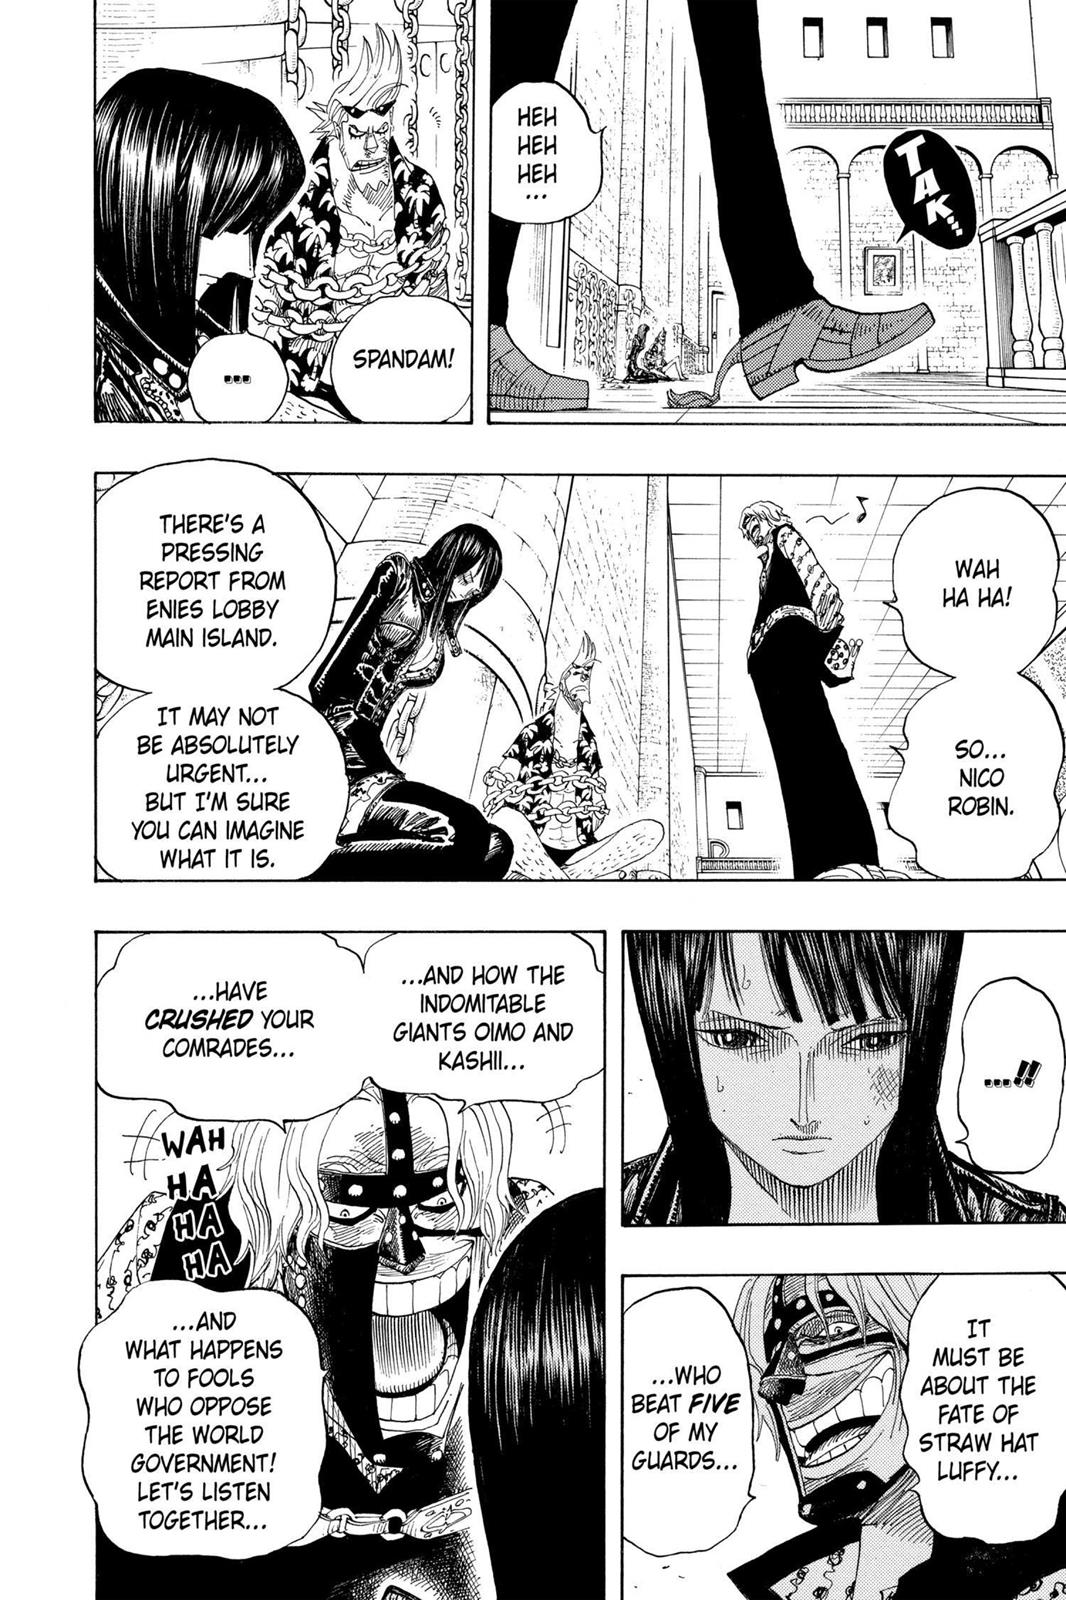 HEH
HEH
HEH
...
TAK...
SPANDAM!
...
WAH
HA HA!
SO...
NICO
ROBIN.
THERE'S A
PRESSING
REPORT FROM
ENIES LOBBY
MAIN ISLAND.
IT MAY NOT
BE ABSOLUTELY
URGENT...
BUT I'M SURE
YOU CAN IMAGINE
WHAT IT IS.
...!!
IT
MUST BE
ABOUT THE
FATE OF
STRAW HAT
LUFFY...
...WHO
BEAT FIVE
OF MY
GUARDS...
...AND HOW THE
INDOMITABLE
GIANTS OIMO AND
KASHII...
...HAVE
CRUSHED YOUR
COMRADES...
WAH
HA
HA
HA
...AND
WHAT HAPPENS
TO FOOLS
WHO OPPOSE
THE WORLD
GOVERNMENT!
LET'S LISTEN
TOGETHER...